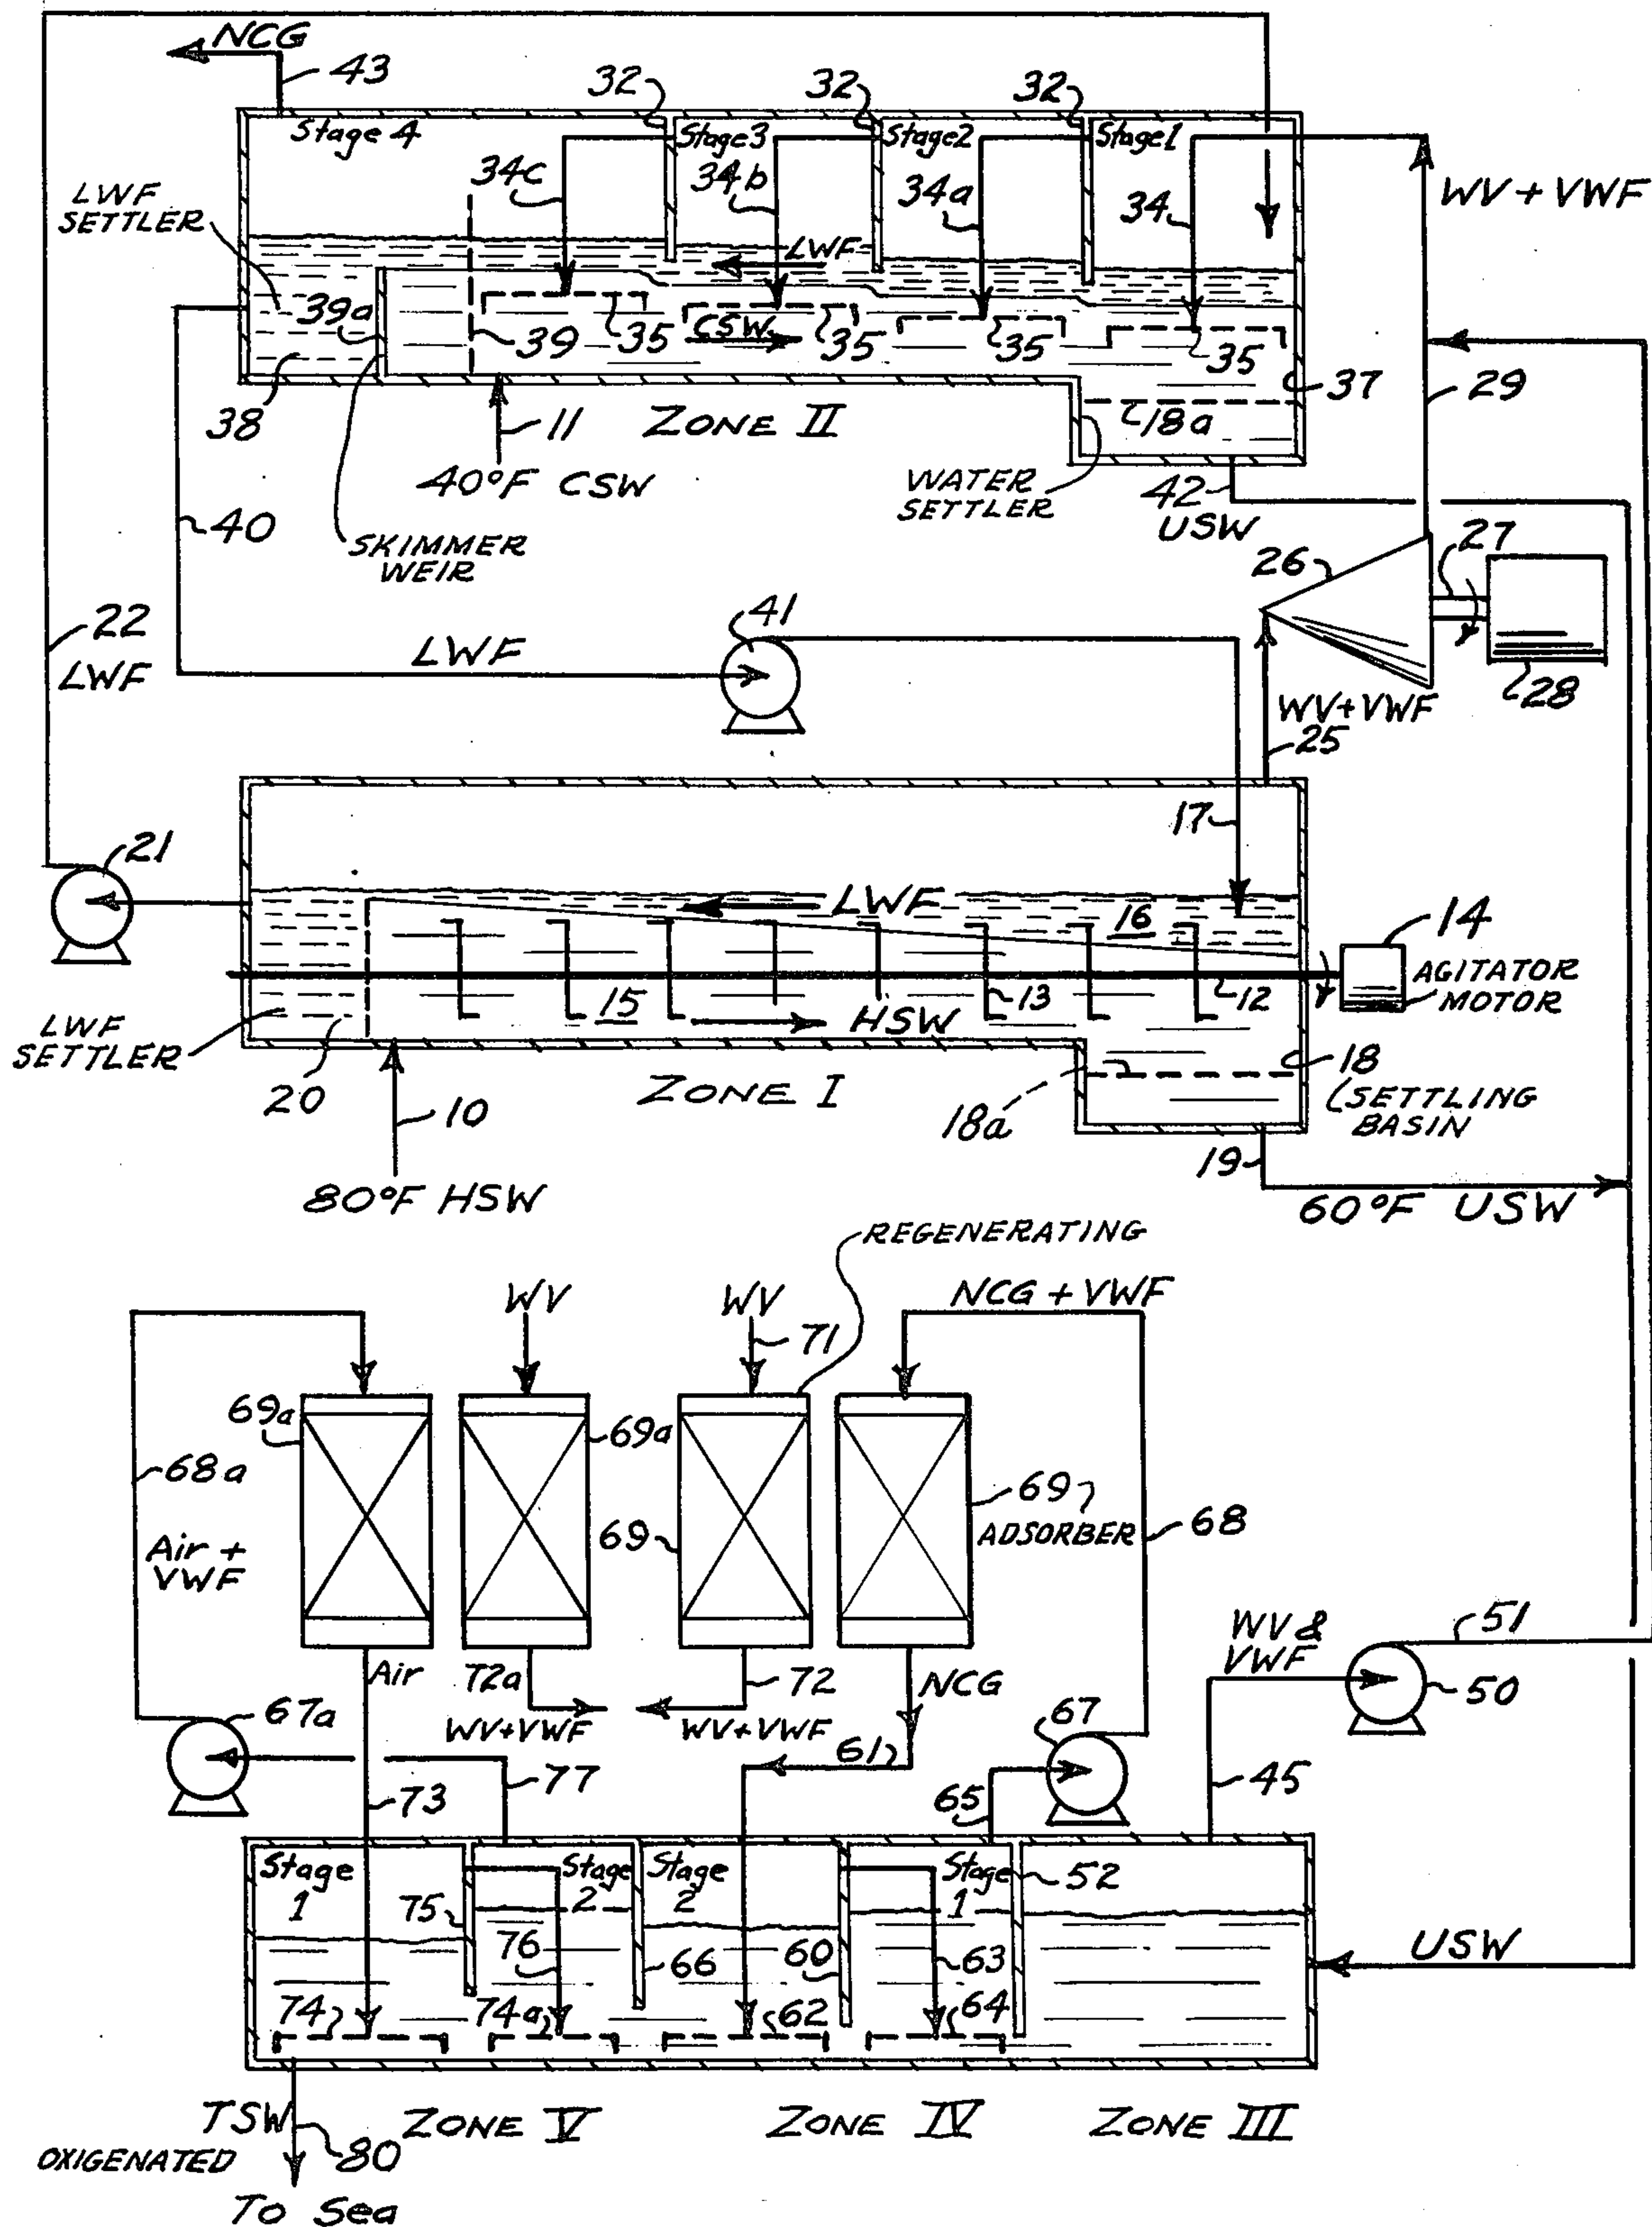 NCG
43
32
32
32
Stage 4
Stage 3
Stage 2
Stage 1
34c
34b
34a
34
WV + VWF
LWF
SETTLER
LWF
39a
39
35
CSW
35
35
35
37
29
38
11
ZONE II
18a
40°F CSW
WATER
SETTLER
42
USW
40
SKIMMER
WEIR
26
27
22
LWF
LWF
41
28
WV+VWF
25
17
21
LWF
16
14
AGITATOR
MOTOR
15
HSW
13
12
LWF
SETTLER
20
ZONE I
18
SETTLING
BASIN
10
18a
19
80°F HSW
60°F USW
REGENERATING
WV
WV
NCG + VWF
71
69a
69a
68a
69
69
ADSORBER
68
Air +
VWF
WV &
VWF
51
Air
72a
72
NCG
50
67a
WV+VWF
WV+VWF
67
61
77
65
45
73
Stage
1
Stage
2
Stage
2
Stage
1
52
75
76
66
60
63
USW
74
74a
62
64
TSW
OXIGENATED
80
ZONE V
ZONE IV
ZONE III
To Sea